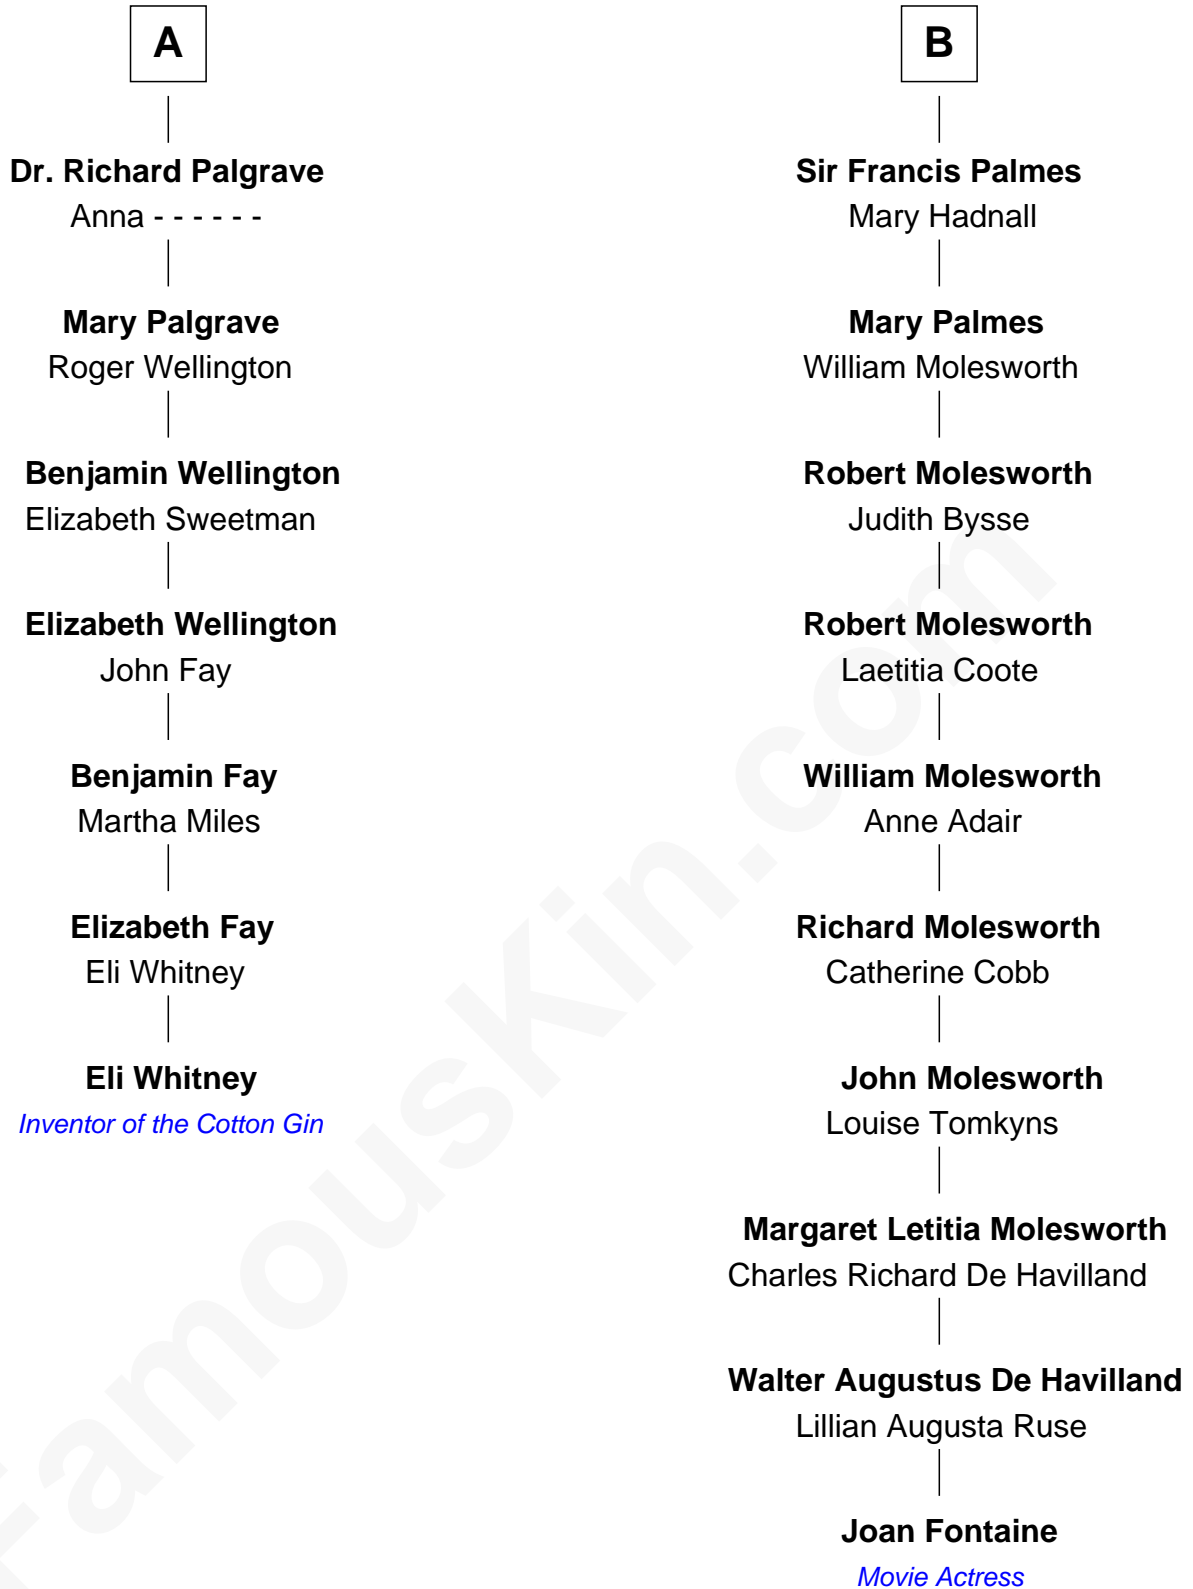 A
Dr. Richard Palgrave
Anna - - - - - -
Mary Palgrave
Roger Wellington
Benjamin Wellington
Elizabeth Sweetman
Elizabeth Wellington
John Fay
Benjamin Fay
Martha Miles
Elizabeth Fay
Eli Whitney
Eli Whitney
Inventor of the Cotton Gin
B
Sir Francis Palmes
Mary Hadnall
Mary Palmes
William Molesworth
Robert Molesworth
Judith Bysse
Robert Molesworth
Laetitia Coote
William Molesworth
Anne Adair
Richard Molesworth
Catherine Cobb
John Molesworth
Louise Tomkyns
Margaret Letitia Molesworth
Charles Richard De Havilland
Walter Augustus De Havilland
Lillian Augusta Ruse
Joan Fontaine
Movie Actress
FamousKin.com